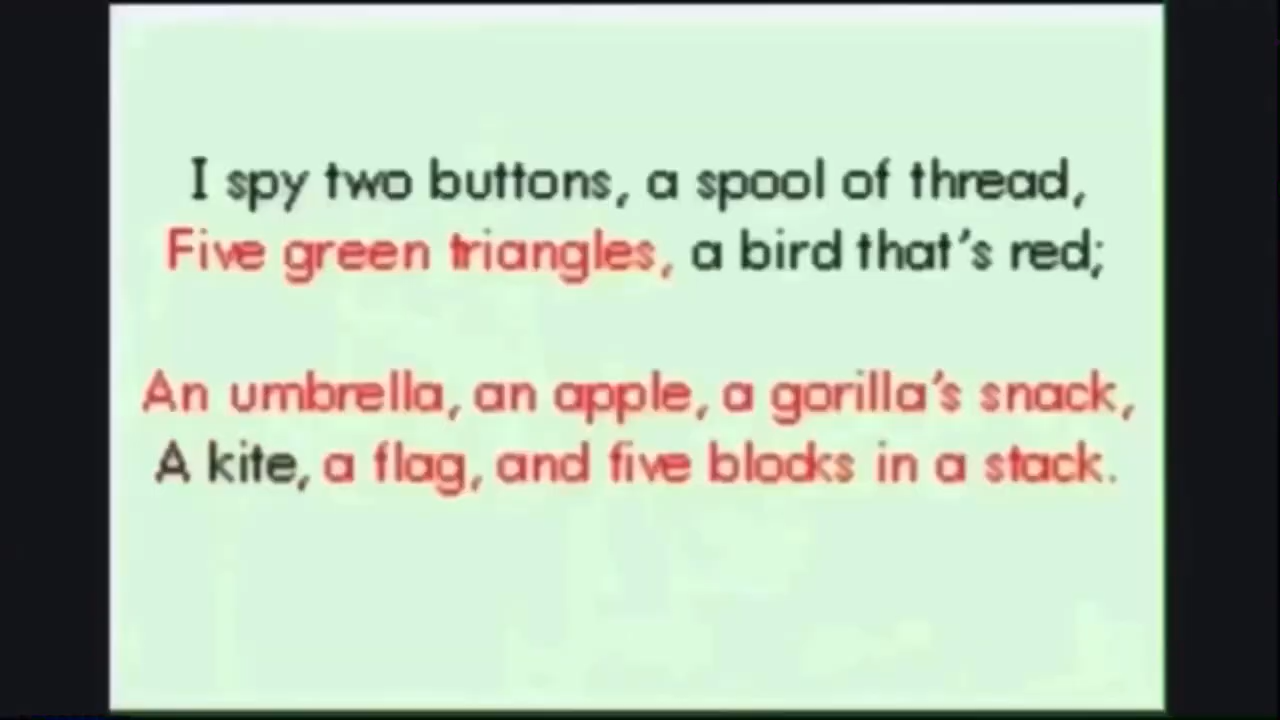 I spy two buttons, a spool of thread,
Five green triangles, a bird that's red;
An umbrella, an apple, a gorilla's snack,
A kite, a flag, and five blocks in a stack.